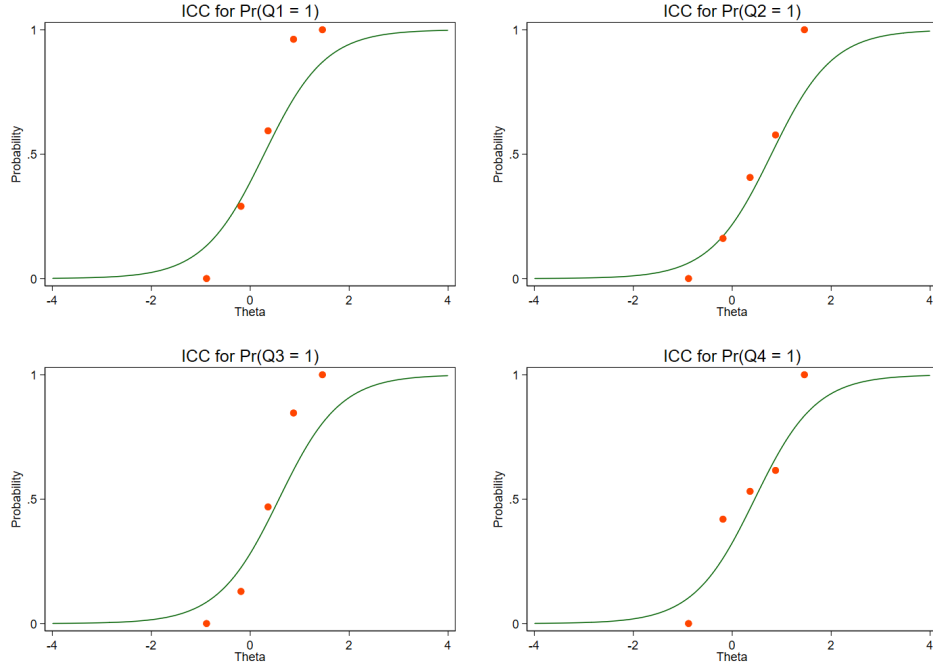 ICC for Pr(Q1 = 1)
1
.5
0
Probability
-4 -2 0 2 4
Theta
ICC for Pr(Q2 = 1)
1
.5
0
Probability
-4 -2 0 2 4
Theta
ICC for Pr(Q3 = 1)
1
.5
0
Probability
-4 -2 0 2 4
Theta
ICC for Pr(Q4 = 1)
1
.5
0
Probability
-4 -2 0 2 4
Theta